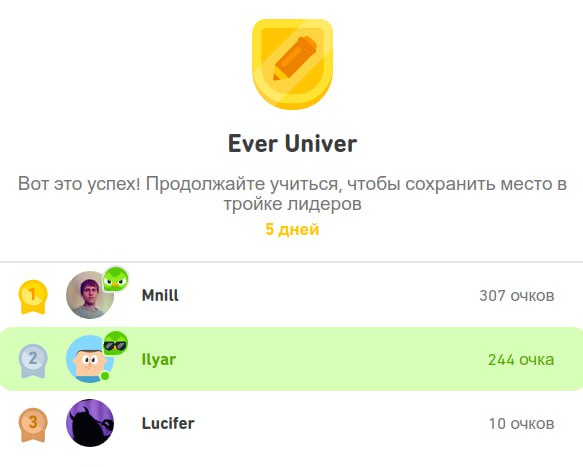 Ever Univer
Вот это успех! Продолжайте учиться, чтобы сохранить место в
тройке лидеров
5 дней
1 Mnill 307 очков
2 Ilyar 244 очка
3 Lucifer 10 очков